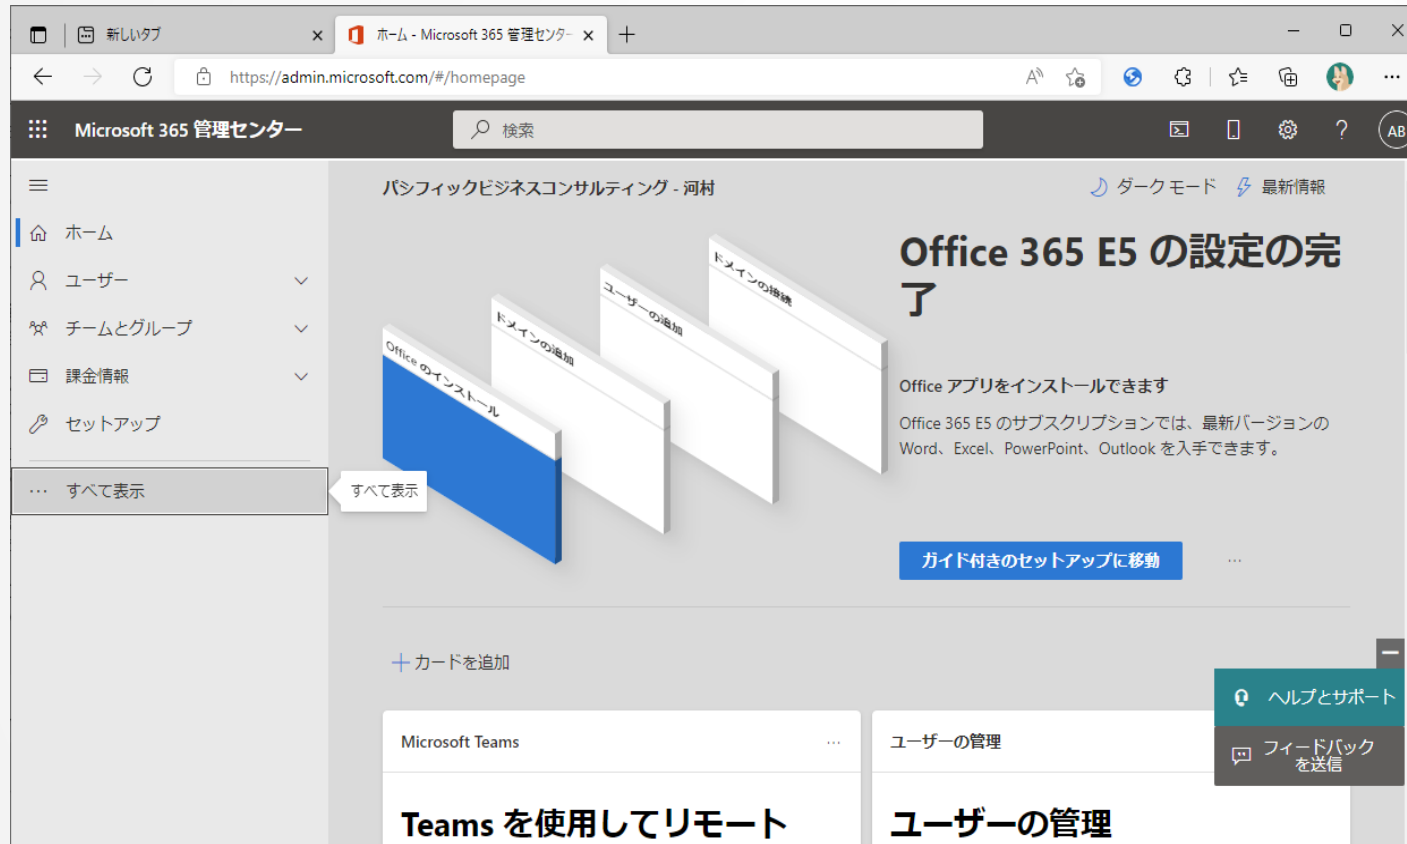 新しいタブ
ホーム - Microsoft 365 管理センター
https://admin.microsoft.com/#/homepage
Microsoft 365 管理センター
検索
AB
パシフィックビジネスコンサルティング - 河村
ダーク モード
最新情報
ホーム
ユーザー
チームとグループ
課金情報
セットアップ
… すべて表示
すべて表示
Office のインストール
ドメインの追加
ユーザーの追加
ドメインの接続
Office 365 E5 の設定の完
了
Office アプリをインストールできます
Office 365 E5 のサブスクリプションでは、最新バージョンの
Word、Excel、PowerPoint、Outlook を入手できます。
ガイド付きのセットアップに移動
…
カードを追加
ヘルプとサポート
フィードバック
を送信
Microsoft Teams
…
ユーザーの管理
Teams を使用してリモート
ユーザーの管理